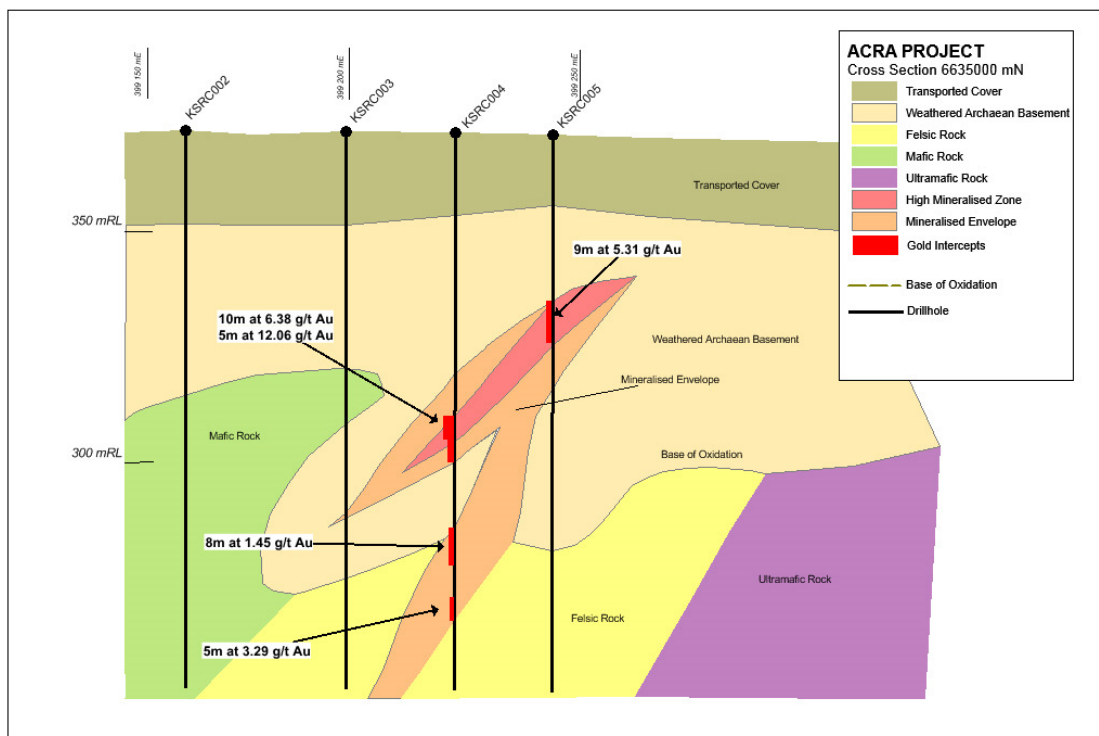 399 150 mE
399 200 mE
399 250 mE
KSRC002
KSRC003
KSRC004
KSRC005
ACRA PROJECT
Cross Section 6635000 mN
Transported Cover
Weathered Archaean Basement
Felsic Rock
Mafic Rock
Ultramafic Rock
High Mineralised Zone
Mineralised Envelope
Gold Intercepts
Base of Oxidation
Drillhole
Transported Cover
350 mRL
9m at 5.31 g/t Au
10m at 6.38 g/t Au
5m at 12.06 g/t Au
Weathered Archaean Basement
Mineralised Envelope
Mafic Rock
300 mRL
Base of Oxidation
8m at 1.45 g/t Au
Ultramafic Rock
Felsic Rock
5m at 3.29 g/t Au